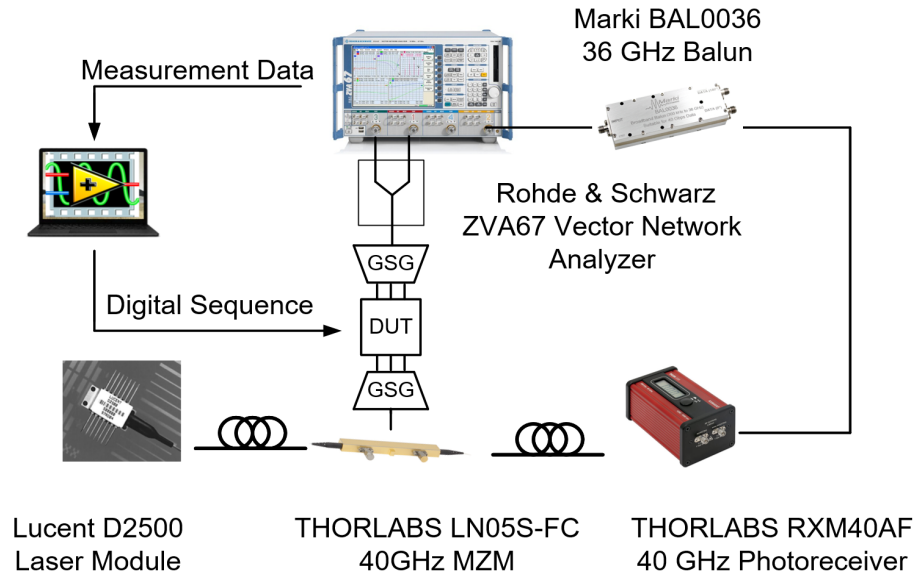 Marki BAL0036
36 GHz Balun
Measurement Data
Rohde & Schwarz
ZVA67 Vector Network
Analyzer
GSG
Digital Sequence
DUT
GSG
Lucent D2500
Laser Module
THORLABS LN05S-FC
40GHz MZM
THORLABS RXM40AF
40 GHz Photoreceiver